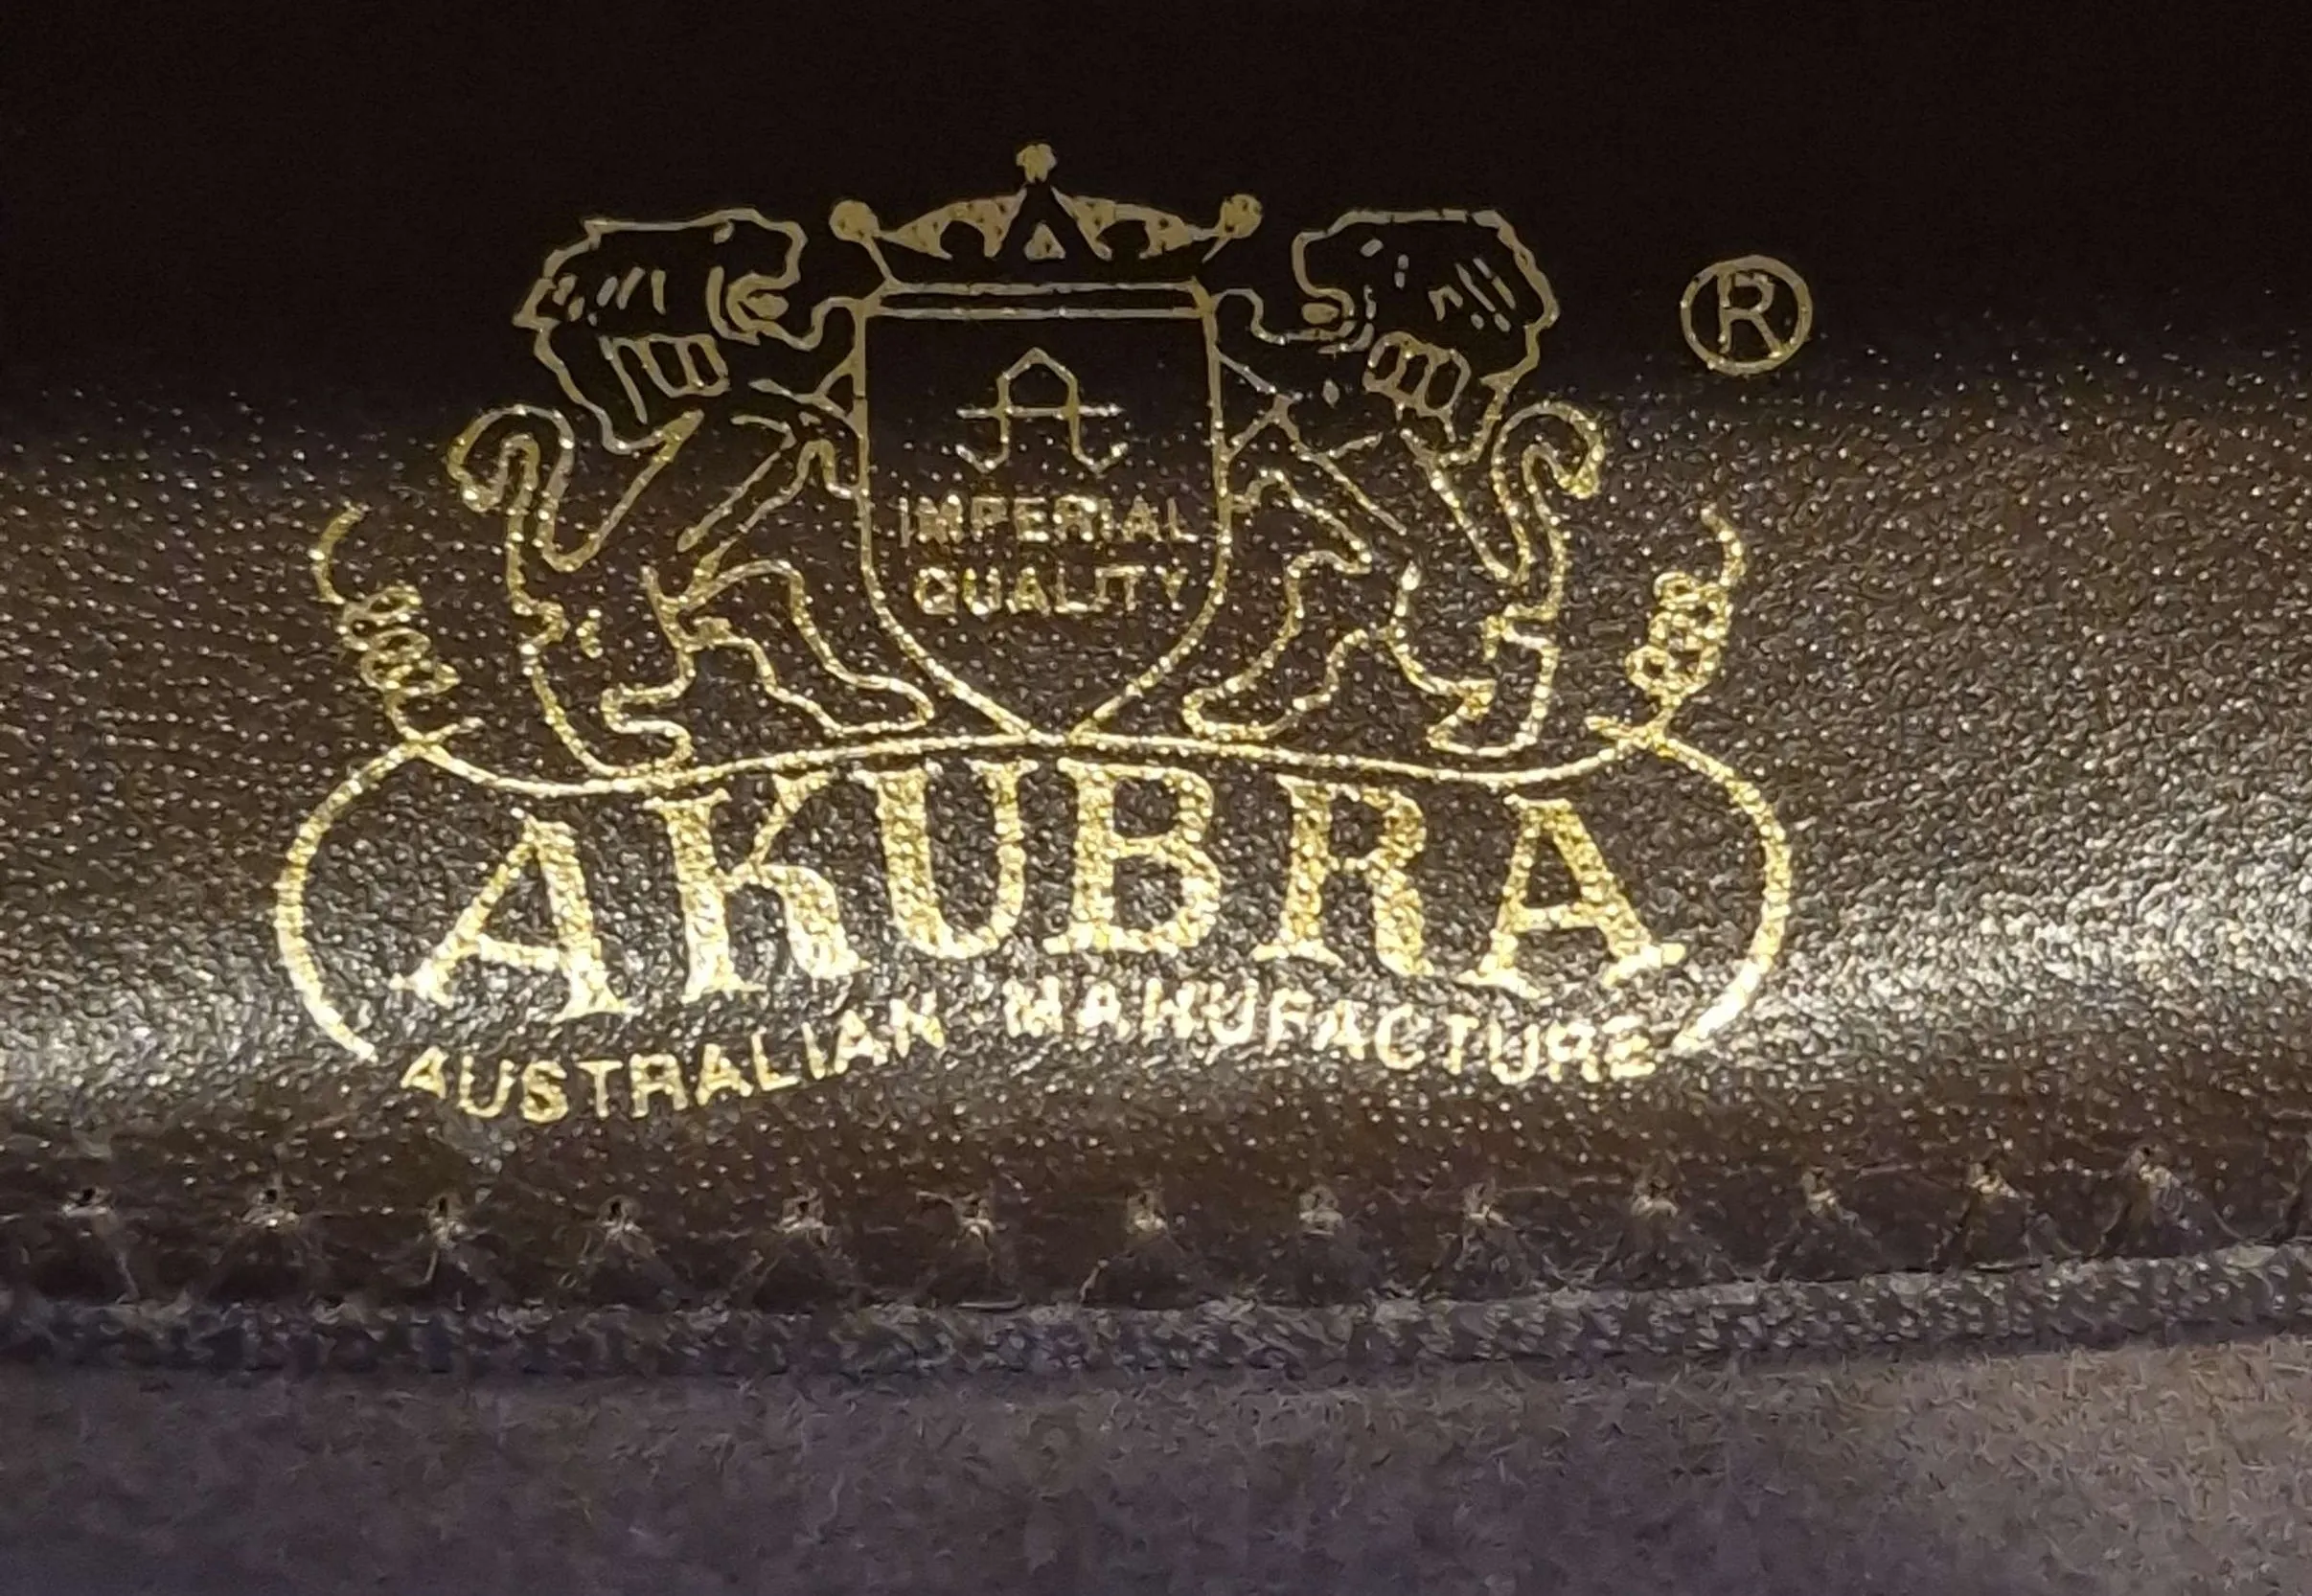 ®
A
IMPERIAL
QUALITY
AKUBRA
AUSTRALIAN MANUFACTURE